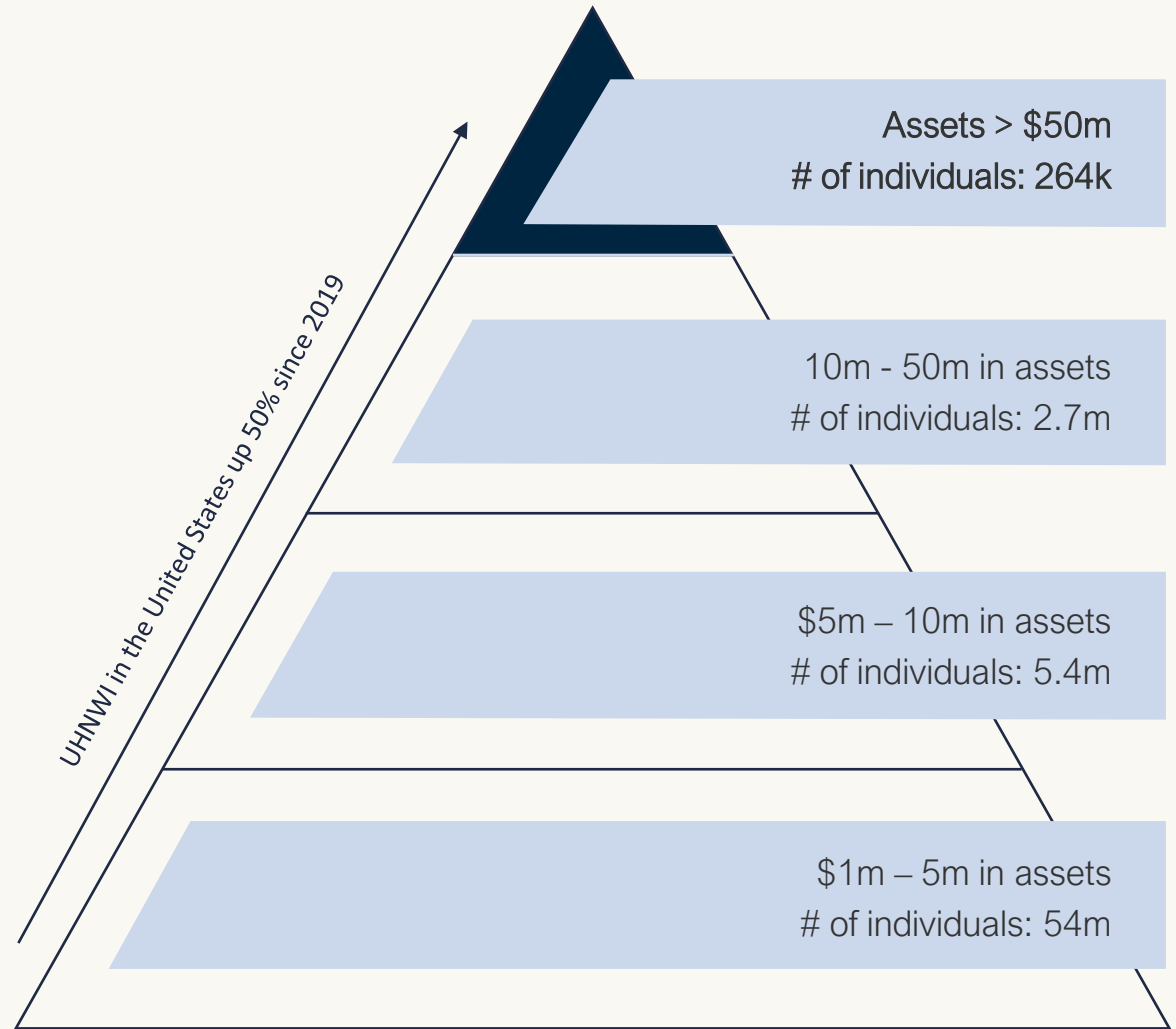 Assets > $50m
# of individuals: 264k
UHNWI in the United States up 50% since 2019
10m - 50m in assets
# of individuals: 2.7m
$5m – 10m in assets
# of individuals: 5.4m
$1m – 5m in assets
# of individuals: 54m